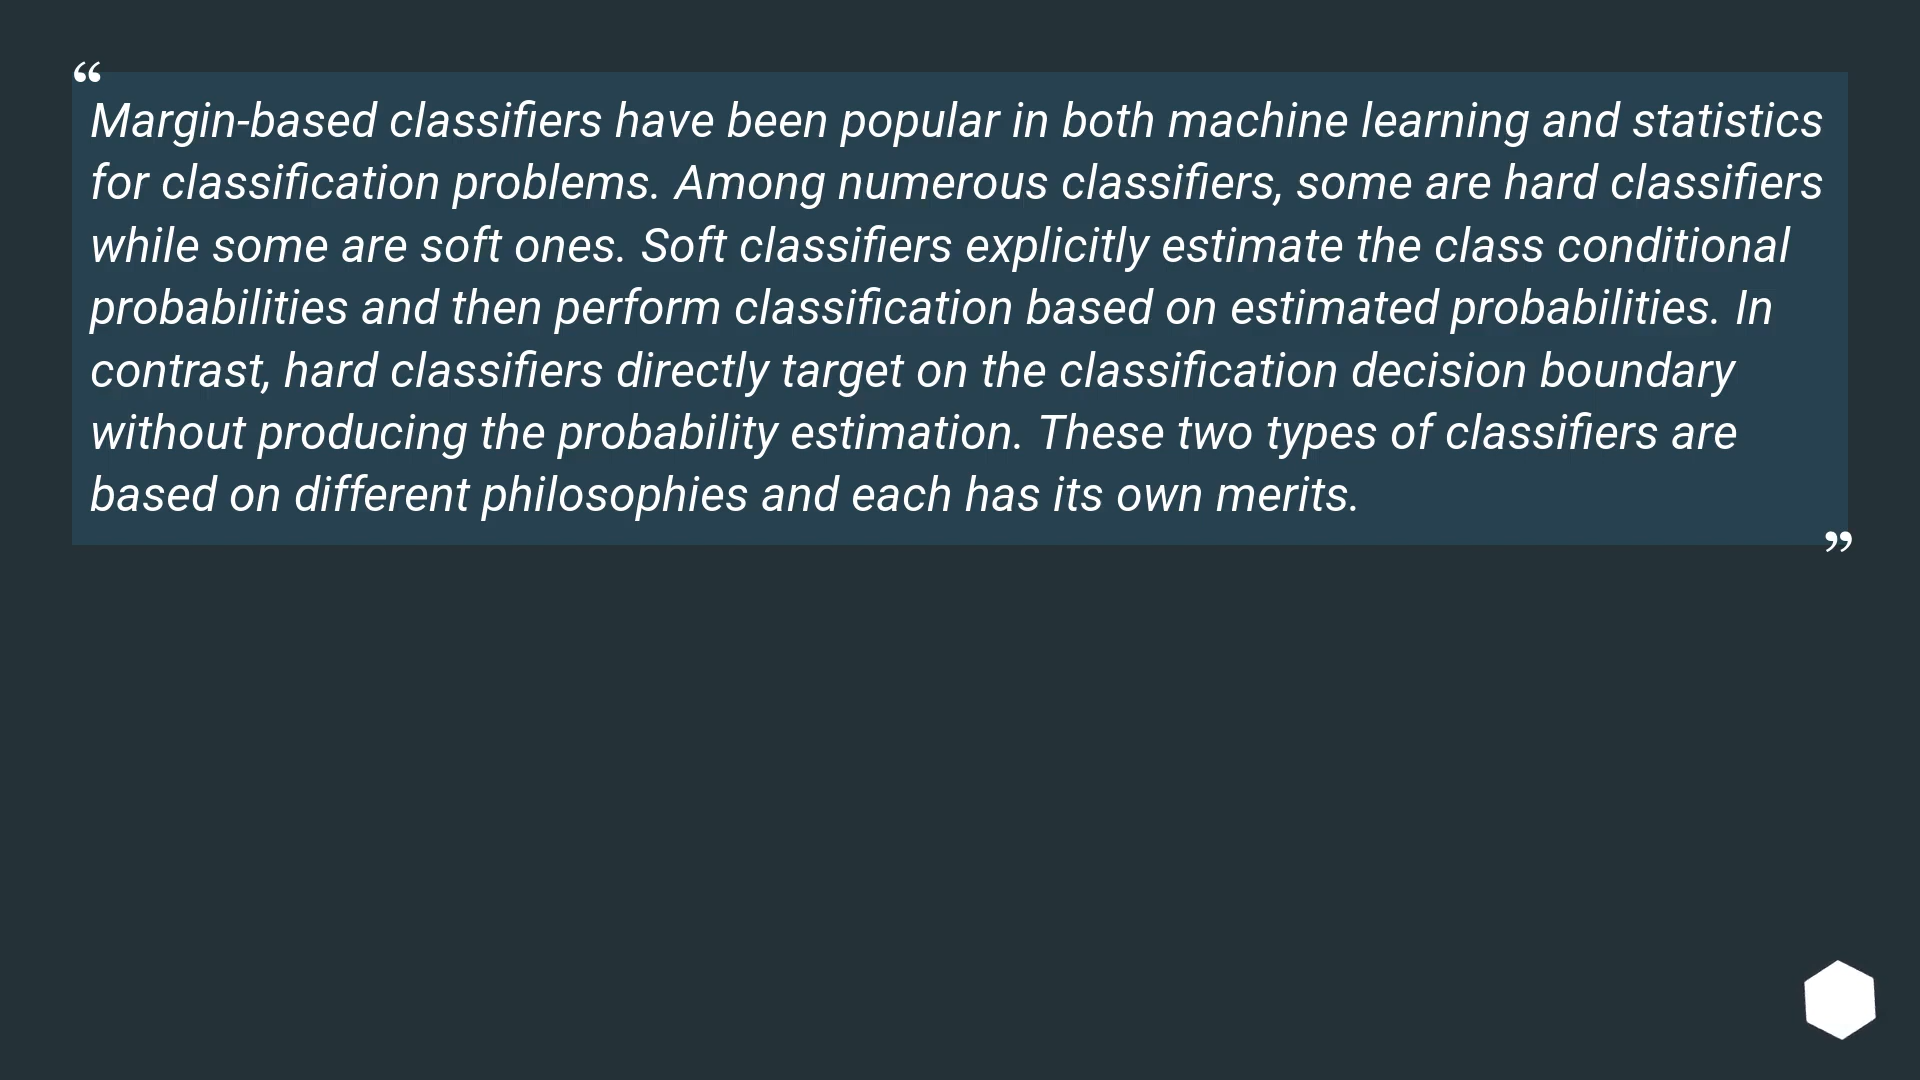 “
Margin-based classifiers have been popular in both machine learning and statistics
for classification problems. Among numerous classifiers, some are hard classifiers
while some are soft ones. Soft classifiers explicitly estimate the class conditional
probabilities and then perform classification based on estimated probabilities. In
contrast, hard classifiers directly target on the classification decision boundary
without producing the probability estimation. These two types of classifiers are
based on different philosophies and each has its own merits.
”